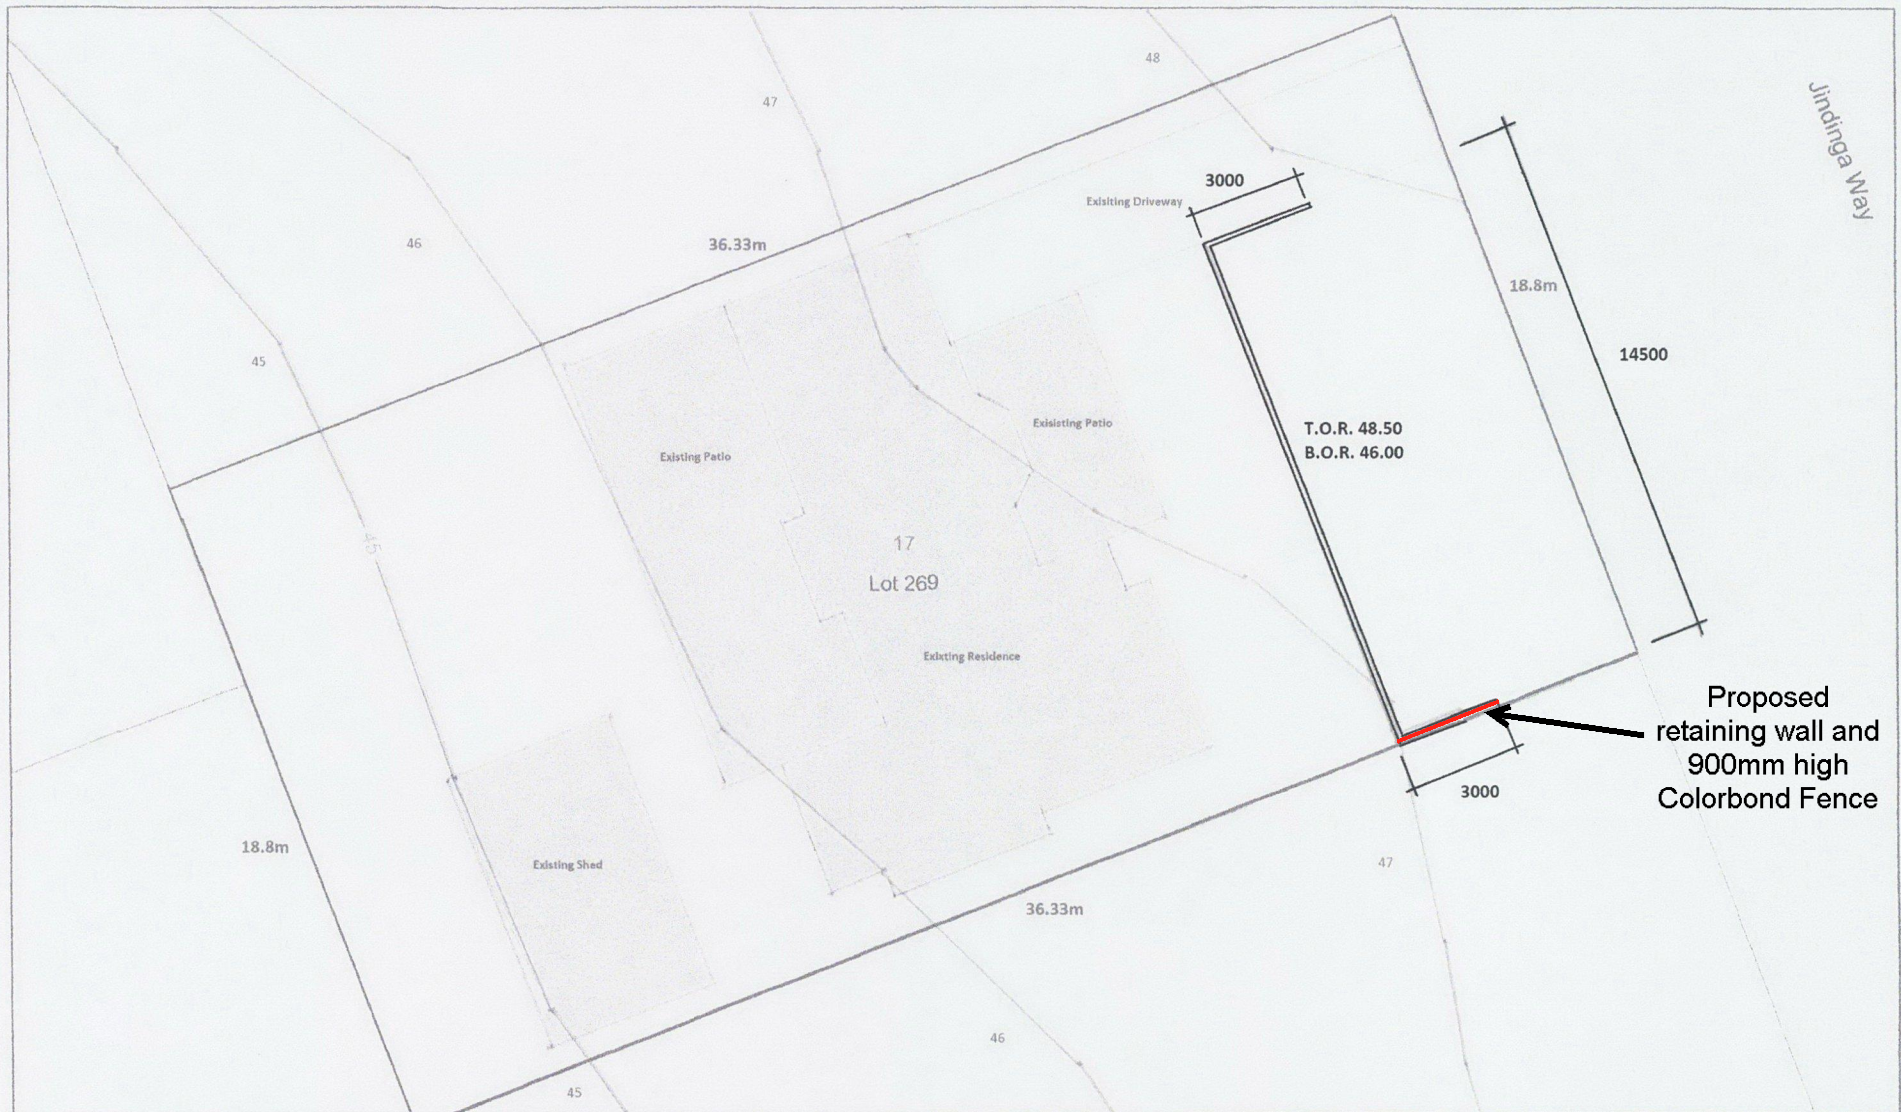 48
47
Jindinga Way
3000
Exisiting Driveway
46
36.33m
18.8m
14500
45
T.O.R. 48.50
B.O.R. 46.00
Exisisting Patio
Existing Patio
45
17
Lot 269
Exixting Residence
Proposed
retaining wall and
900mm high
Colorbond Fence
3000
18.8m
Existing Shed
47
36.33m
46
45